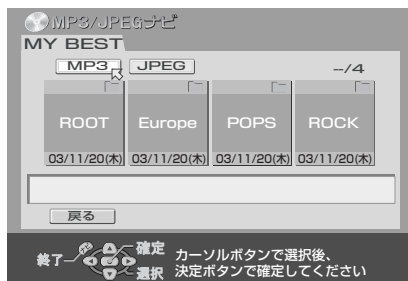 MP3/JPEGナビ
MY BEST
MP3 JPEG --/4
ROOT Europe POPS ROCK
03/11/20(木) 03/11/20(木) 03/11/20(木) 03/11/20(木)
戻る
終了 確定 カーソルボタンで選択後、
選択 決定ボタンで確定してください